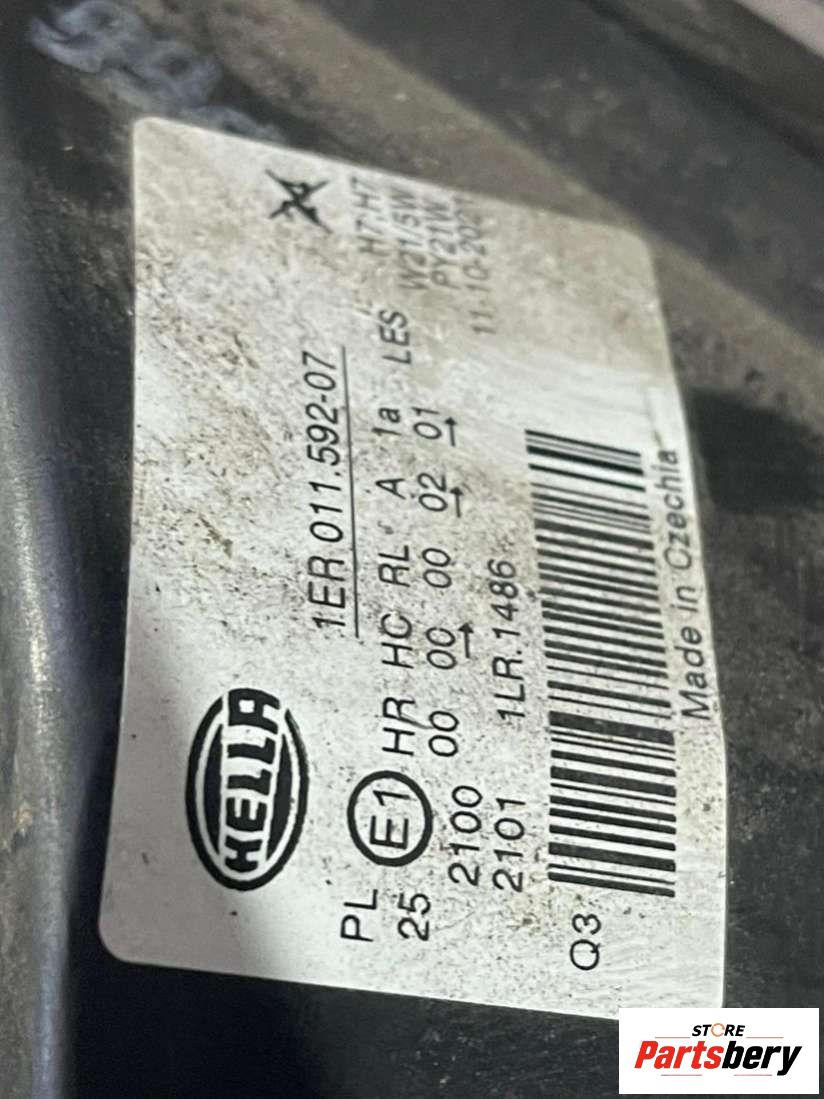 HELLA
1ER 011.592-07
24
PL
25
E1
HR HC RL A 1a LES
00 00 00 02 01
H7;H7
W21/5W
PY21W
11-10-2021
2100
2101
1LR.1486
Q3
Made in Czechia
STORE
Partsbery